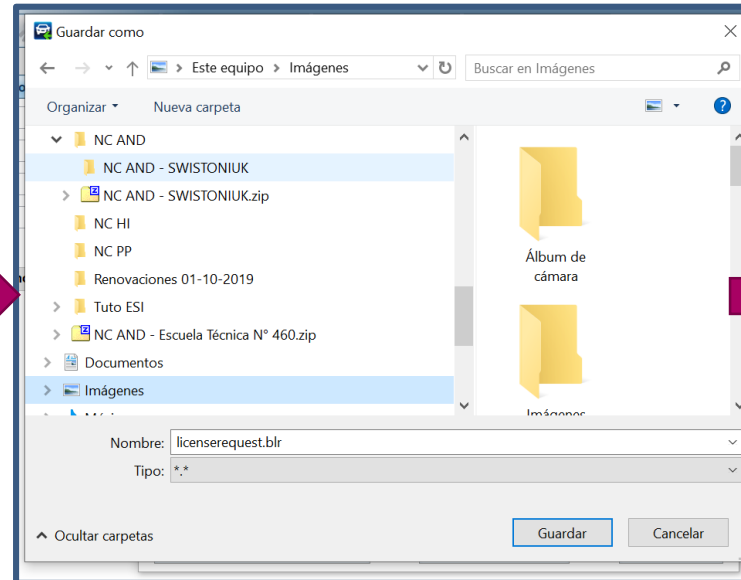 Guardar como
Este equipo > Imágenes
Buscar en Imágenes
Organizar
Nueva carpeta
?
NC AND
NC AND - SWISTONIUK
NC AND - SWISTONIUK.zip
NC HI
NC PP
Renovaciones 01-10-2019
Tuto ESI
NC AND - Escuela Técnica N° 460.zip
Documentos
Imágenes
Álbum de
cámara
Imágenes
Nombre: licenserequest.blr
Tipo: *.*
Ocultar carpetas
Guardar
Cancelar